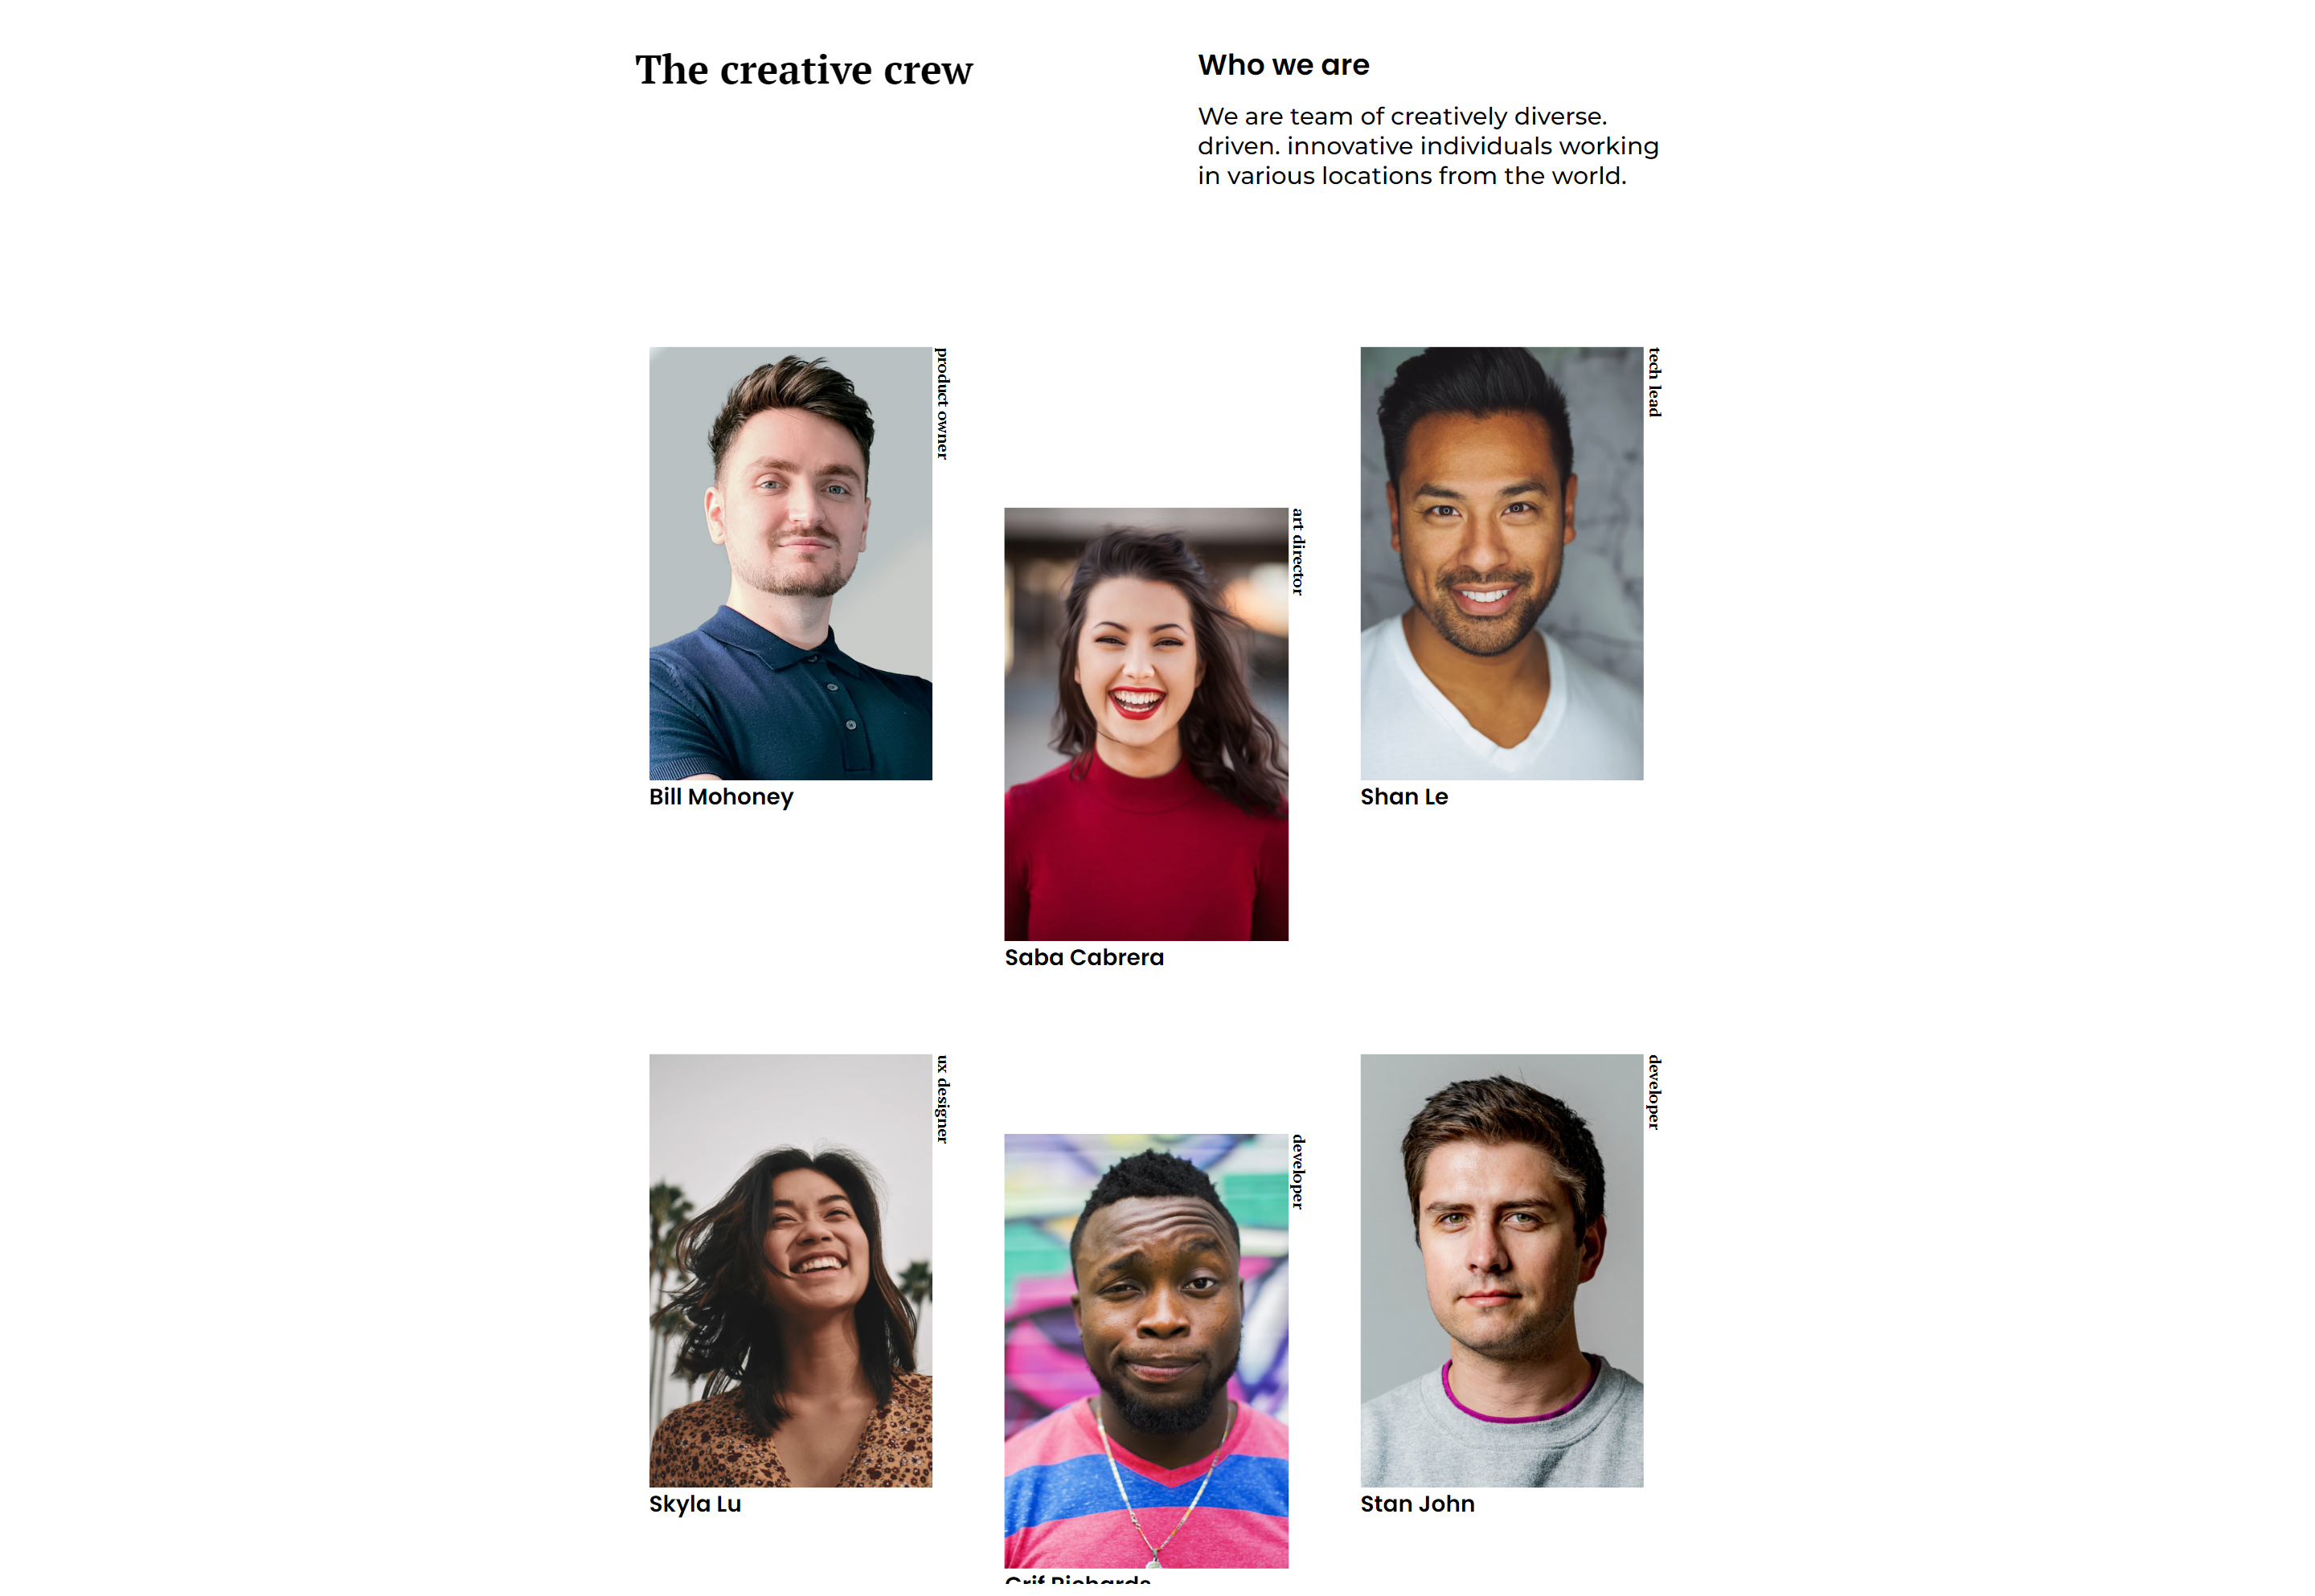 The creative crew
Who we are
We are team of creatively diverse.
driven. innovative individuals working
in various locations from the world.
product owner
Bill Mohoney
art director
Saba Cabrera
tech lead
Shan Le
ux designer
Skyla Lu
developer
Crif Richards
developer
Stan John